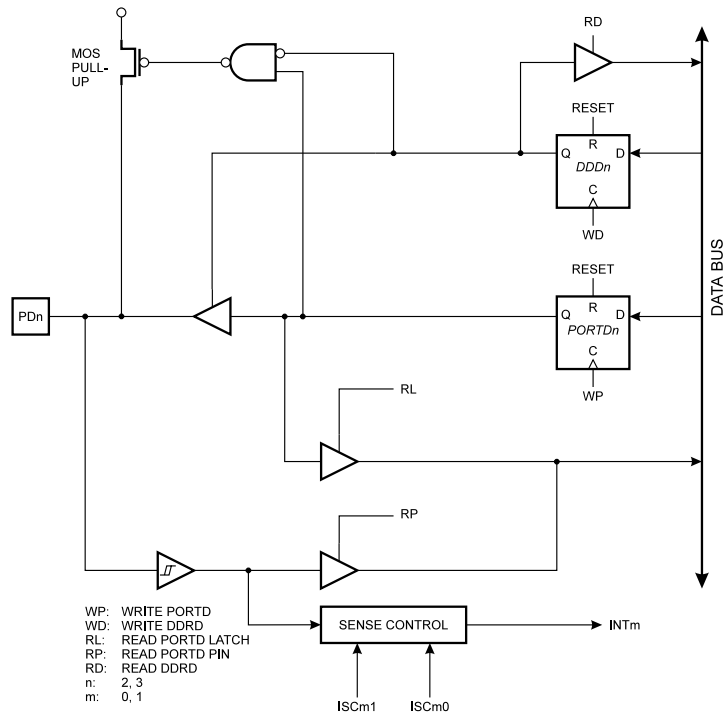 RD
MOS
PULL-
UP
RESET
R
Q
D
DDDn
C
WD
RESET
R
Q
D
PORTDn
C
WP
PDn
DATA BUS
RL
RP
SENSE CONTROL
INTm
ISCm1
ISCm0
WP: WRITE PORTD
WD: WRITE DDRD
RL: READ PORTD LATCH
RP: READ PORTD PIN
RD: READ DDRD
n: 2, 3
m: 0, 1